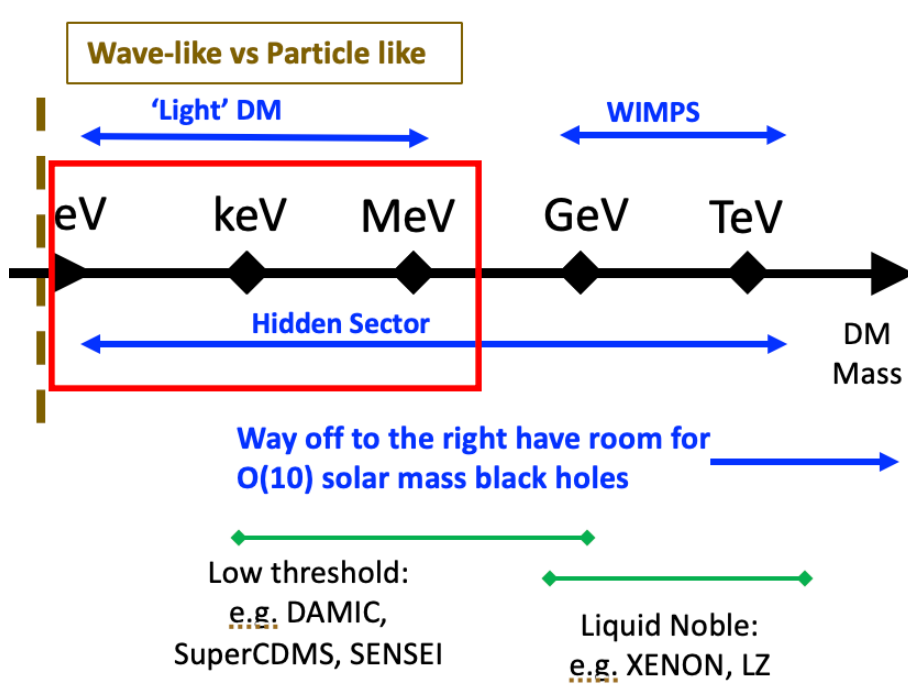 Wave-like vs Particle like
‘Light’ DM
WIMPS
eV keV MeV GeV TeV
Hidden Sector
DM
Mass
Way off to the right have room for
O(10) solar mass black holes
Low threshold:
e.g. DAMIC,
SuperCDMS, SENSEI
Liquid Noble:
e.g. XENON, LZ